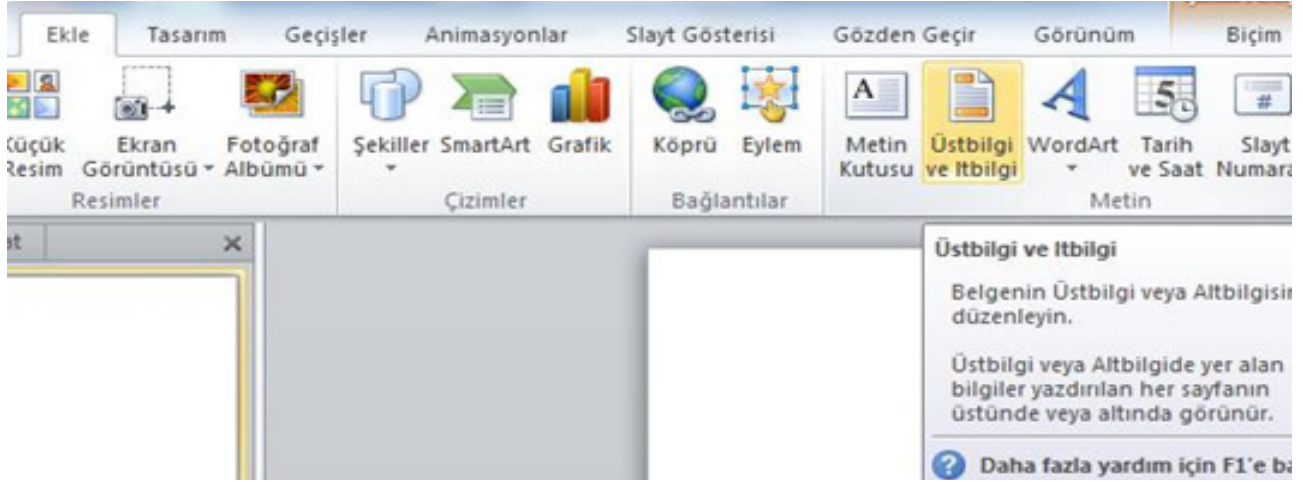 Ekle Tasarım Geçişler Animasyonlar Slayt Gösterisi Gözden Geçir Görünüm Biçim
Küçük Resim
Ekran Görüntüsü
Fotoğraf Albümü
Şekiller
SmartArt
Grafik
Köprü
Eylem
A
Metin Kutusu
Üstbilgi ve Itbilgi
A
WordArt
5
Tarih ve Saat
#
Slayt
Resimler Çizimler Bağlantılar Metin
Üstbilgi ve Itbilgi
Belgenin Üstbilgi veya
düzenleyin.
Üstbilgi veya Altbilgide yer alan
bilgiler yazdırılan her sayfanın
üstünde veya altında görünür.
? Daha fazla yardım için F1'e